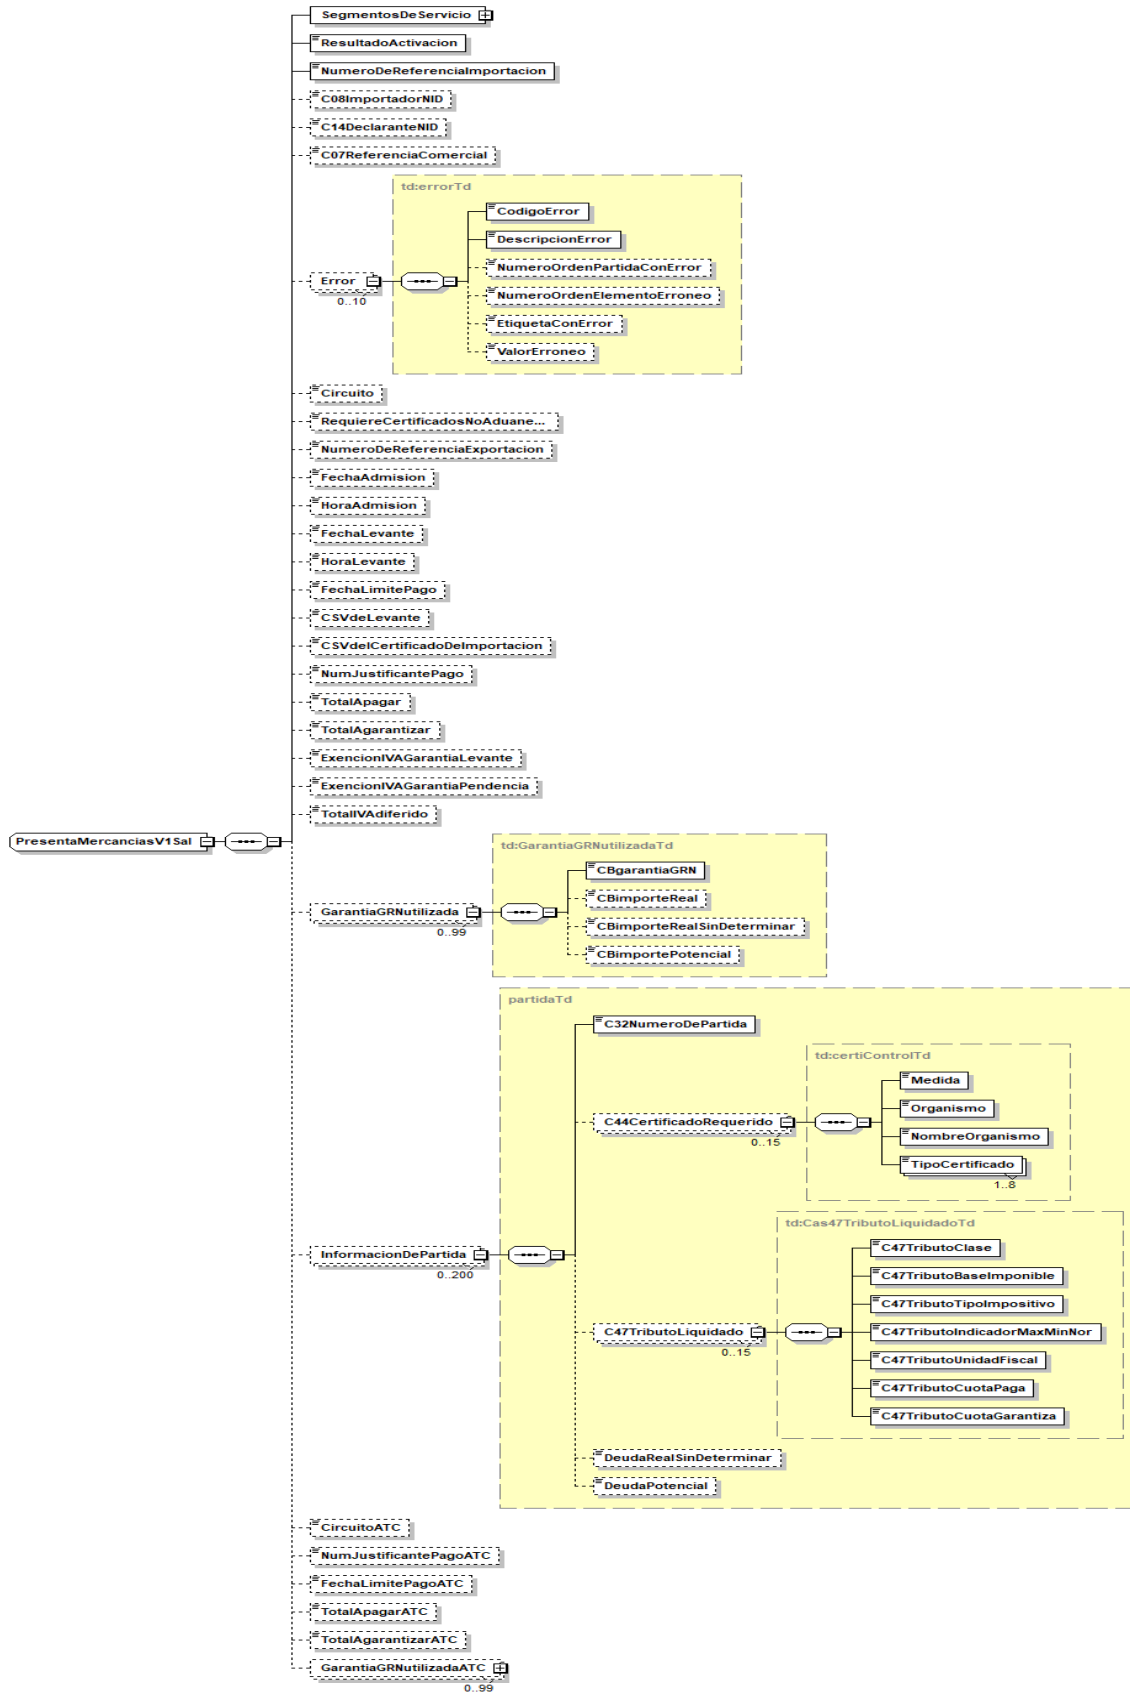 SegmentosDeServicio
ResultadoActivacion
NumeroDeReferenciaImportacion
C08ImportadorNID
C14DeclaranteNID
C07ReferenciaComercial
td:errorTd
CodigoError
DescripcionError
NumeroOrdenPartidaConError
Error
0..10
NumeroOrdenElementoErroneo
EtiquetaConError
ValorErroneo
Circuito
RequiereCertificadosNoAduane...
NumeroDeReferenciaExportacion
FechaAdmision
HoraAdmision
FechaLevante
HoraLevante
FechaLimitePago
CSVdeLevante
CSVdelCertificadoDeImportacion
NumJustificantePago
TotalApagar
TotalAgarantizar
ExencionIVAGarantiaLevante
ExencionIVAGarantiaPendencia
TotalIVAdiferido
PresentaMercanciasV1Sal
td:GarantiaGRNutilizadaTd
CBgarantiaGRN
CBimporteReal
GarantiaGRNutilizada
0..99
CBimporteRealSinDeterminar
CBimportePotencial
partidaTd
C32NumeroDePartida
td:certiControlTd
Medida
Organismo
C44CertificadoRequerido
0..15
NombreOrganismo
TipoCertificado
1..8
td:Cas47TributoLiquidadoTd
C47TributoClase
InformacionDePartida
0..200
C47TributoBaseImponible
C47TributoTipoImpositivo
C47TributoLiquidado
0..15
C47TributoIndicadorMaxMinNor
C47TributoUnidadFiscal
C47TributoCuotaPaga
C47TributoCuotaGarantiza
DeudaRealSinDeterminar
DeudaPotencial
CircuitoATC
NumJustificantePagoATC
FechaLimitePagoATC
TotalApagarATC
TotalAgarantizarATC
GarantiaGRNutilizadaATC
0..99